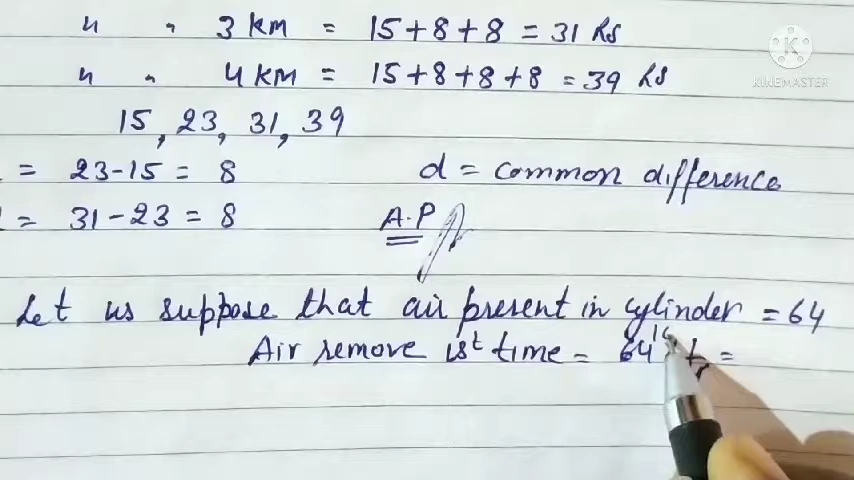 " " 3 km = 15+8+8 = 31 Rs
" " 4 km = 15+8+8+8 = 39 Rs
15, 23, 31, 39
= 23-15 = 8 d = common difference
= 31-23 = 8 A.P
Let us suppose that air present in cylinder = 64
Air remove 1st time = 64 =
KINEMASTER